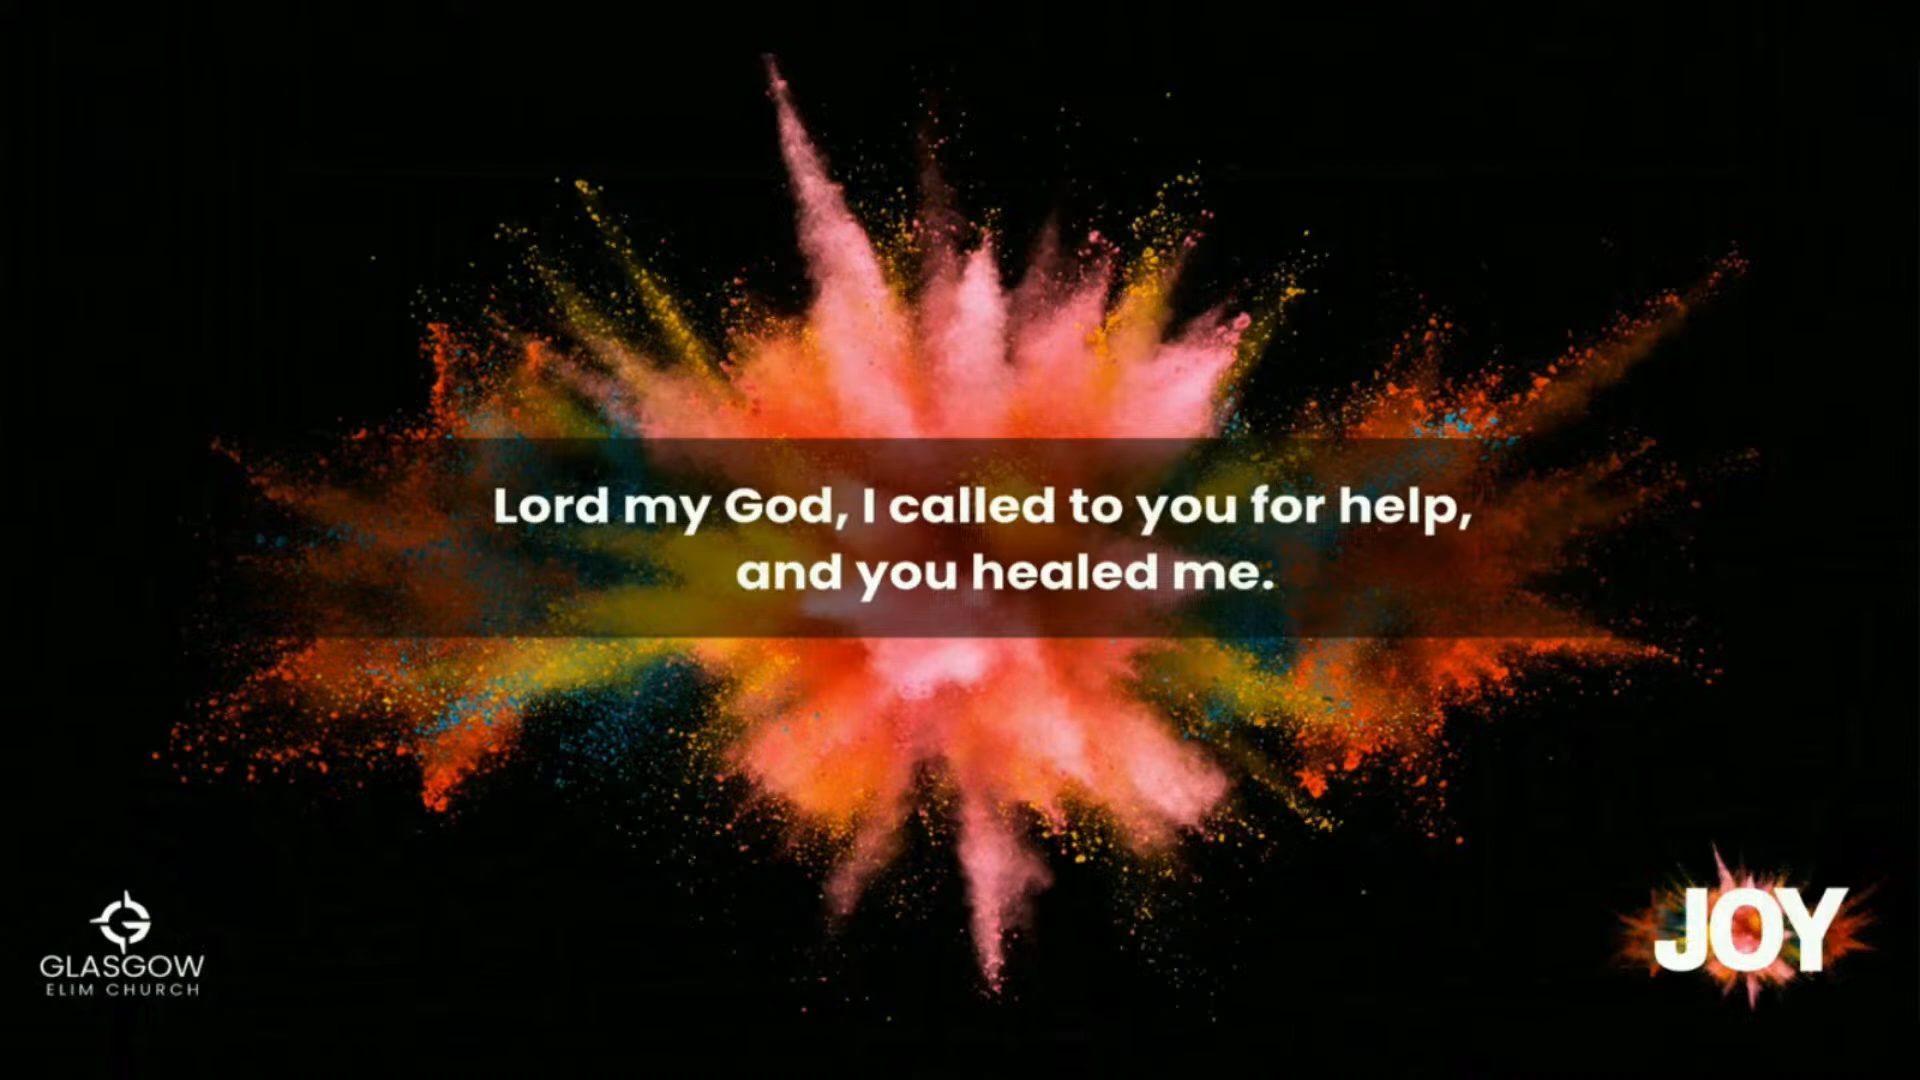 Lord my God, I called to you for help,
and you healed me.
GLASGOW
ELIM CHURCH
JOY